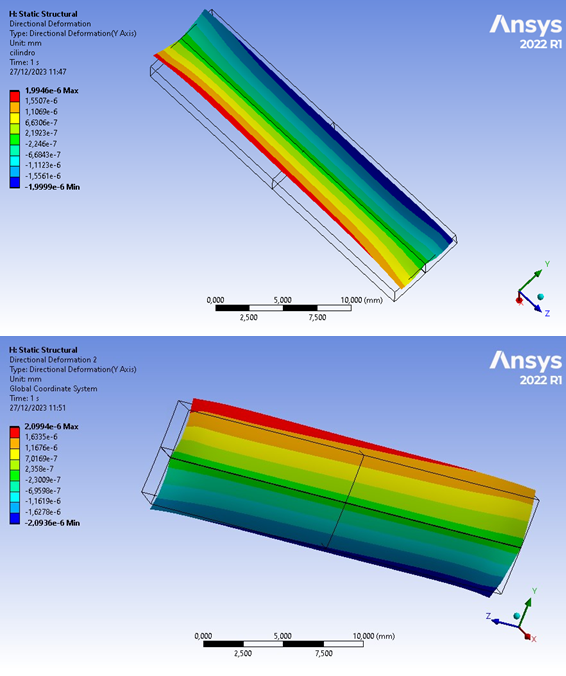 H: Static Structural
Directional Deformation
Type: Directional Deformation(Y Axis)
Unit: mm
cilindro
Time: 1 s
27/12/2023 11:47
1,9946e-6 Max
1,5507e-6
1,1069e-6
6,6306e-7
2,1923e-7
-2,246e-7
-6,6843e-7
-1,1123e-6
-1,5561e-6
-1,9999e-6 Min
Ansys
2022 R1
0,000 5,000 10,000 (mm)
2,500 7,500
Y
X
Z
H: Static Structural
Directional Deformation 2
Type: Directional Deformation(Y Axis)
Unit: mm
Global Coordinate System
Time: 1 s
27/12/2023 11:51
2,0994e-6 Max
1,6335e-6
1,1676e-6
7,0169e-7
2,358e-7
-2,3009e-7
-6,9598e-7
-1,1619e-6
-1,6278e-6
-2,0936e-6 Min
Ansys
2022 R1
0,000 5,000 10,000 (mm)
2,500 7,500
Y
Z
X